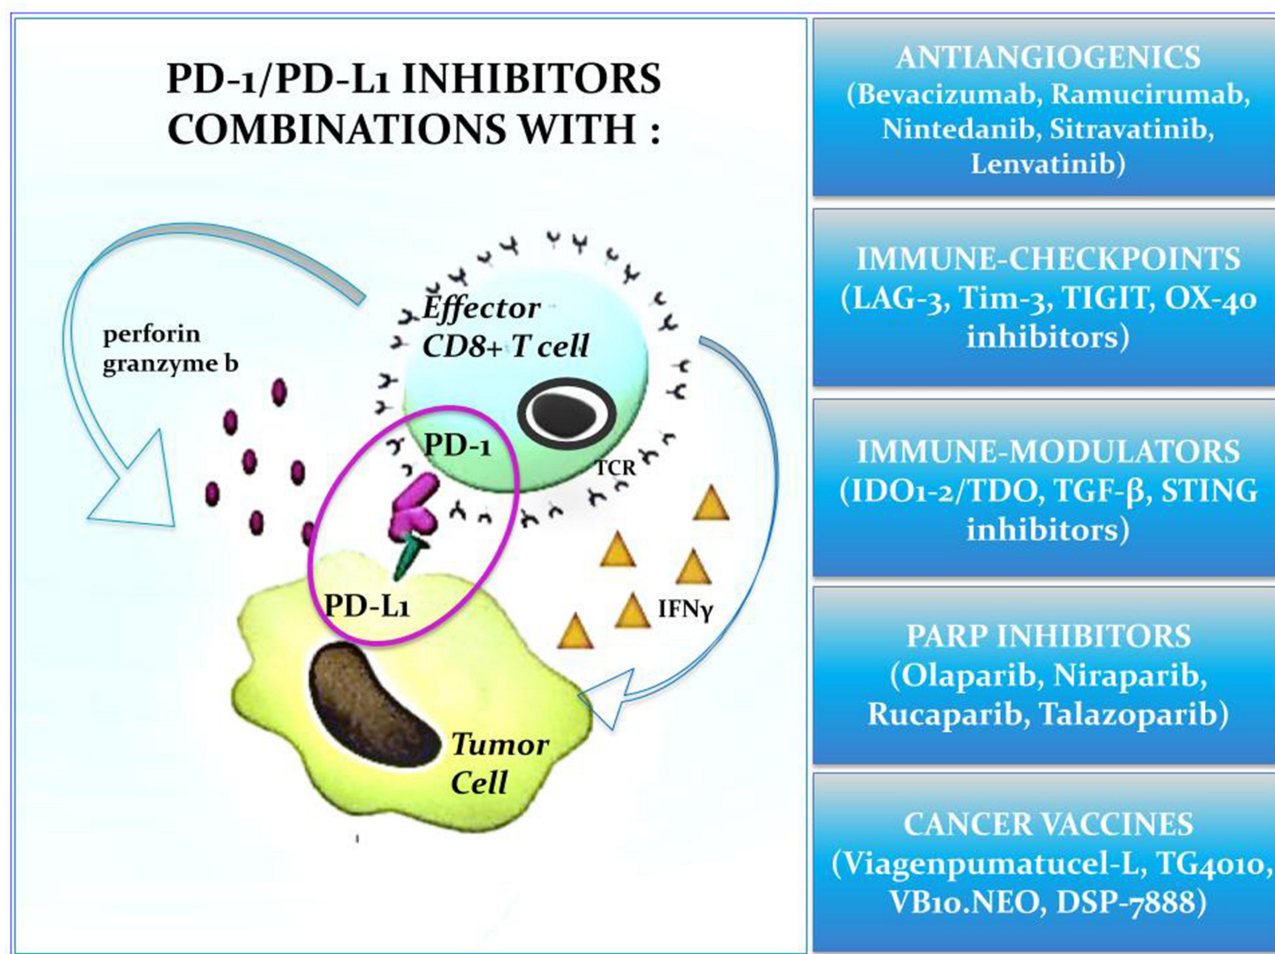 PD-1/PD-L1 INHIBITORS
COMBINATIONS WITH :
perforin
granzyme b
Effector
CD8+ T cell
PD-1
TCR
PD-L1
IFNγ
Tumor
Cell
ANTIANGIOGENICS
(Bevacizumab, Ramucirumab,
Nintedanib, Sitravatinib,
Lenvatinib)
IMMUNE-CHECKPOINTS
(LAG-3, Tim-3, TIGIT, OX-40
inhibitors)
IMMUNE-MODULATORS
(IDO1-2/TDO, TGF-β, STING
inhibitors)
PARP INHIBITORS
(Olaparib, Niraparib,
Rucaparib, Talazoparib)
CANCER VACCINES
(Viagenpumatucel-L, TG4010,
VB10.NEO, DSP-7888)